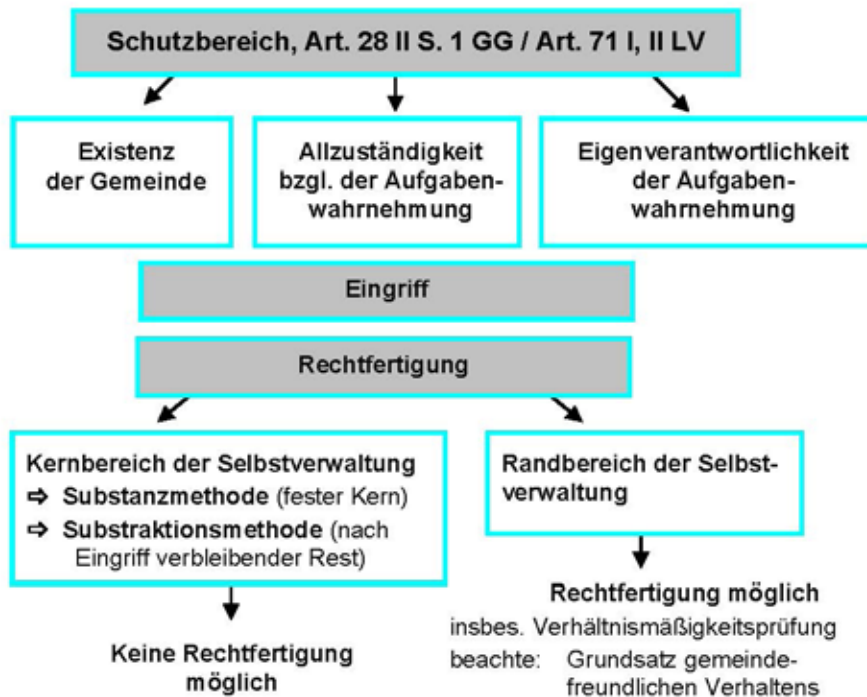 Schutzbereich, Art. 28 II S. 1 GG / Art. 71 I, II LV
Existenz
der Gemeinde
Allzuständigkeit
bzgl. der Aufgaben-
wahrnehmung
Eigenverantwortlichkeit
der Aufgaben-
wahrnehmung
Eingriff
Rechtfertigung
Kernbereich der Selbstverwaltung
⇨ Substanzmethode (fester Kern)
⇨ Substraktionsmethode (nach
Eingriff verbleibender Rest)
Keine Rechtfertigung
möglich
Randbereich der Selbst-
verwaltung
Rechtfertigung möglich
insbes. Verhältnismäßigkeitsprüfung
beachte: Grundsatz gemeinde-
freundlichen Verhaltens